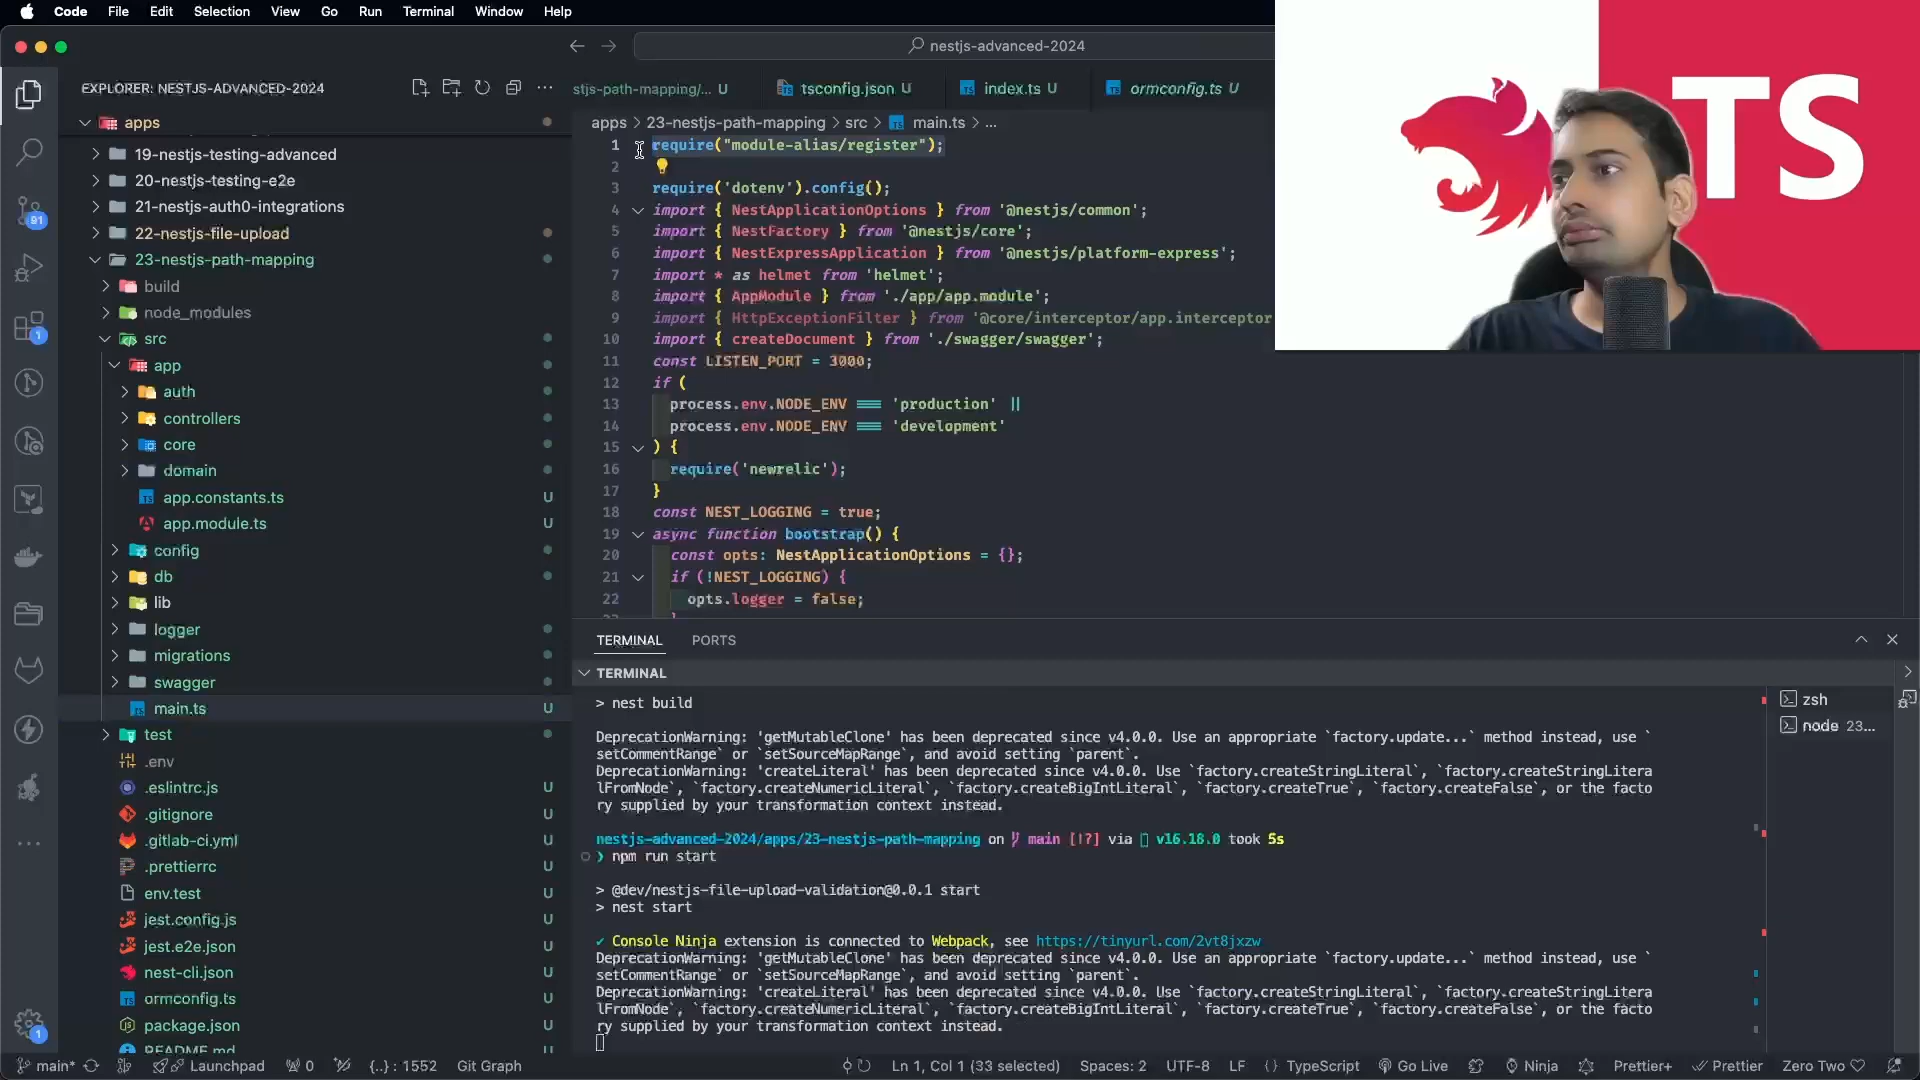 Code File Edit Selection View Go Run Terminal Window Help
nestjs-advanced-2024
EXPLORER: NESTJS-ADVANCED-2024
stjs-path-mapping/... U
tsconfig.json U
index.ts U
ormconfig.ts U
apps
apps > 23-nestjs-path-mapping > src > main.ts > ...
19-nestjs-testing-advanced
20-nestjs-testing-e2e
21-nestjs-auth0-integrations
22-nestjs-file-upload
23-nestjs-path-mapping
build
node_modules
src
app
auth
controllers
core
domain
app.constants.ts U
app.module.ts U
config
db
lib
logger
migrations
swagger
main.ts U
test
.env
.eslintrc.js U
.gitignore U
.gitlab-ci.yml U
.prettierrc U
env.test U
jest.config.js U
jest.e2e.json U
nest-cli.json U
ormconfig.ts U
package.json U
README.md
91
1
1
1 require("module-alias/register");
2
3 require('dotenv').config();
4 import { NestApplicationOptions } from '@nestjs/common';
5 import { NestFactory } from '@nestjs/core';
6 import { NestExpressApplication } from '@nestjs/platform-express';
7 import * as helmet from 'helmet';
8 import { AppModule } from './app/app.module';
9 import { HttpExceptionFilter } from '@core/interceptor/app.interceptor
10 import { createDocument } from './swagger/swagger';
11 const LISTEN_PORT = 3000;
12 if (
13 process.env.NODE_ENV === 'production' ||
14 process.env.NODE_ENV === 'development'
15 ) {
16 require('newrelic');
17 }
18 const NEST_LOGGING = true;
19 async function bootstrap() {
20 const opts: NestApplicationOptions = {};
21 if (!NEST_LOGGING) {
22 opts.logger = false;
TS
TERMINAL PORTS
TERMINAL
> nest build
DeprecationWarning: 'getMutableClone' has been deprecated since v4.0.0. Use an appropriate `factory.update...` method instead, use `
setCommentRange` or `setSourceMapRange`, and avoid setting `parent`.
DeprecationWarning: 'createLiteral' has been deprecated since v4.0.0. Use `factory.createStringLiteral`, `factory.createStringLitera
lFromNode`, `factory.createNumericLiteral`, `factory.createBigIntLiteral`, `factory.createTrue`, `factory.createFalse`, or the facto
ry supplied by your transformation context instead.
nestjs-advanced-2024/apps/23-nestjs-path-mapping on main [!?] via v16.18.0 took 5s
❯ npm run start
> @dev/nestjs-file-upload-validation@0.0.1 start
> nest start
✔ Console Ninja extension is connected to Webpack, see https://tinyurl.com/2vt8jxzw
DeprecationWarning: 'getMutableClone' has been deprecated since v4.0.0. Use an appropriate `factory.update...` method instead, use `
setCommentRange` or `setSourceMapRange`, and avoid setting `parent`.
DeprecationWarning: 'createLiteral' has been deprecated since v4.0.0. Use `factory.createStringLiteral`, `factory.createStringLitera
lFromNode`, `factory.createNumericLiteral`, `factory.createBigIntLiteral`, `factory.createTrue`, `factory.createFalse`, or the facto
ry supplied by your transformation context instead.
zsh
node 23...
main* Launchpad 0 {..} : 1552 Git Graph Ln 1, Col 1 (33 selected) Spaces: 2 UTF-8 LF {} TypeScript Go Live Ninja Prettier+ Prettier Zero Two